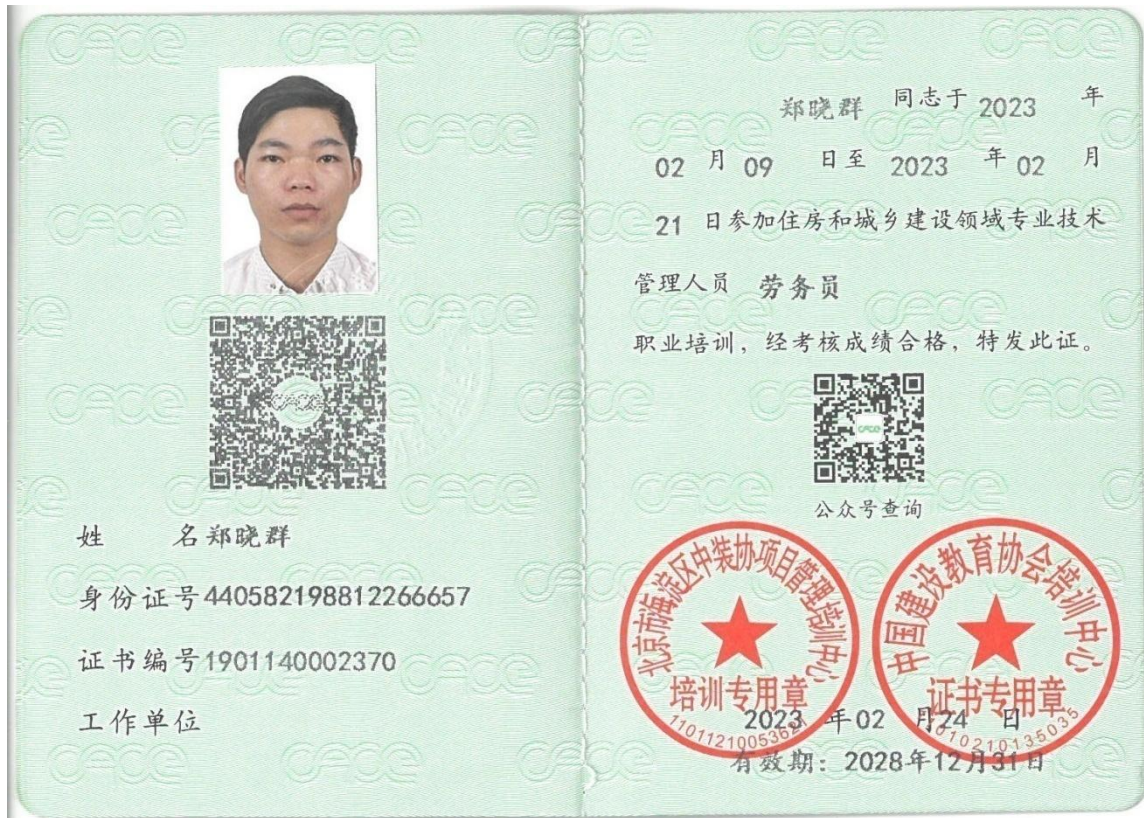 姓 名 郑晓群
身份证号 440582198812266657
证书编号 1901140002370
工作单位
郑晓群 同志于 2023 年
02 月 09 日至 2023 年 02 月
21 日参加住房和城乡建设领域专业技术
管理人员 劳务员
职业培训，经考核成绩合格，特发此证。
CACE
公众号查询
北京市海淀区中装协项目管理培训中心
培训专用章
中国建设教育协会培训中心
证书专用章
2023 年 02 月 24 日
有效期：2028年12月31日